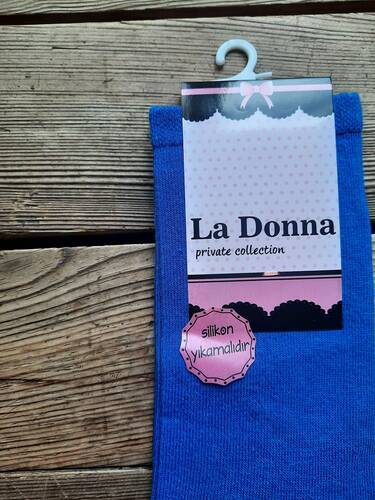 La Donna
private collection
silikon
yıkamalıdır